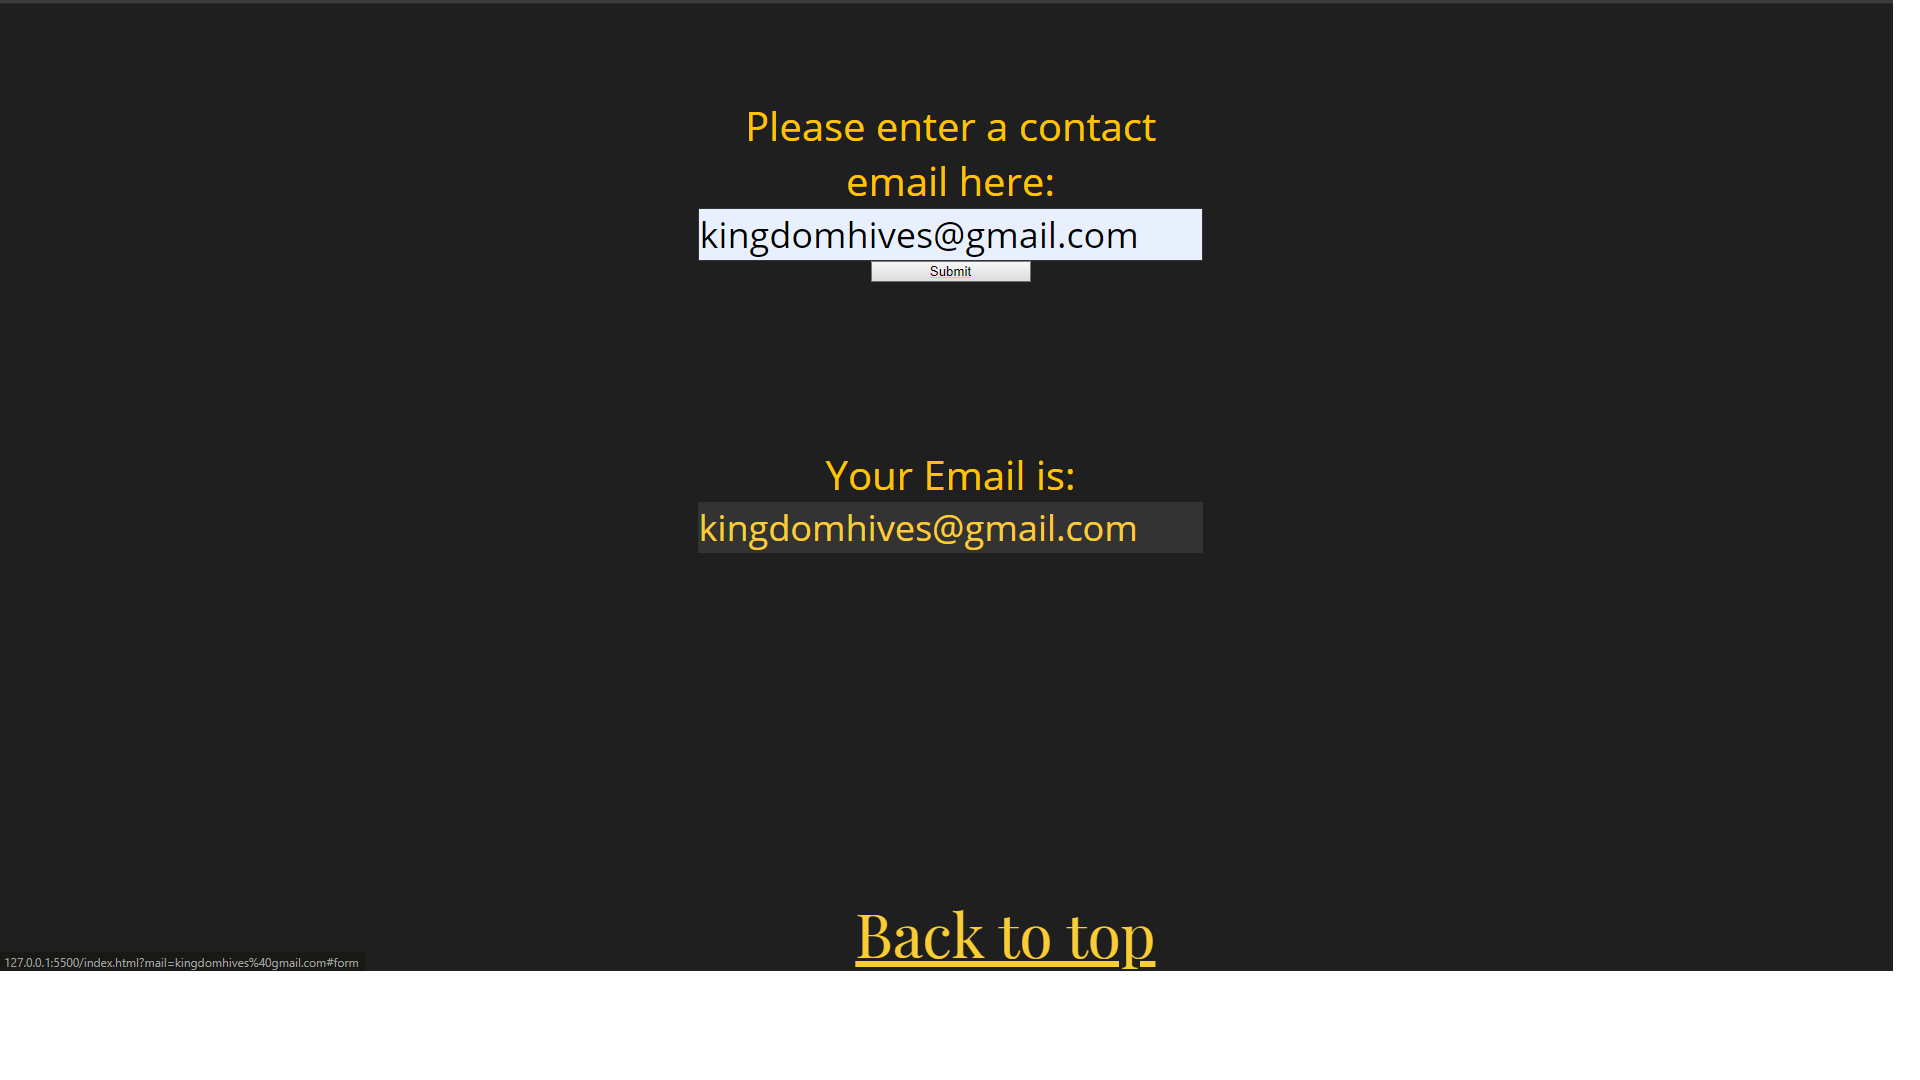 Please enter a contact
email here:
kingdomhives@gmail.com
Submit
Your Email is:
kingdomhives@gmail.com
Back to top
127.0.0.1:5500/index.html?mail=kingdomhives%40gmail.com#form